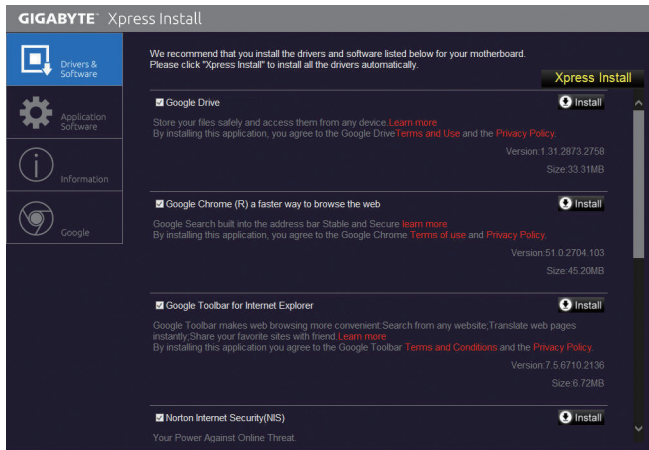 GIGABYTE™ Xpress Install
Drivers &
Software
Application
Software
Information
Google
We recommend that you install the drivers and software listed below for your motherboard.
Please click "Xpress Install" to install all the drivers automatically.
Xpress Install
Google Drive
Install
Store your files safely and access them from any device.Learn more
By installing this application, you agree to the Google DriveTerms and Use and the Privacy Policy.
Version:1.31.2873.2758
Size:33.31MB
Google Chrome (R) a faster way to browse the web
Install
Google Search built into the address bar Stable and Secure learn more
By installing this application, you agree to the Google Chrome Terms of use and Privacy Policy.
Version:51.0.2704.103
Size:45.20MB
Google Toolbar for Internet Explorer
Install
Google Toolbar makes web browsing more convenient.Search from any website;Translate web pages
instantly;Share your favorite sites with friend.Learn more
By installing this application you agree to the Google Toolbar Terms and Conditions and the Privacy Policy.
Version:7.5.6710.2136
Size:6.72MB
Norton Internet Security(NIS)
Install
Your Power Against Online Threat.